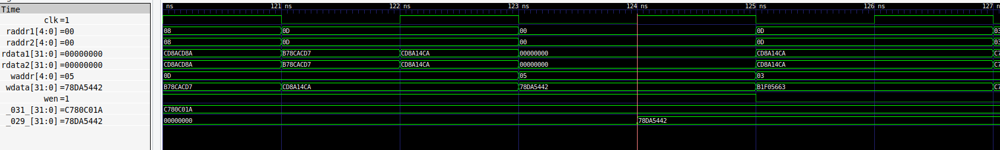 Time
ns 121 ns 122 ns 123 ns 124 ns 125 ns 126 ns 127 n
clk=1
raddr1[4:0]=00 08 0D 00 0D 03
raddr2[4:0]=00 08 0D 00 0D 03
rdata1[31:0]=00000000 CD8ACD8A B78CACD7 CD8A14CA 00000000 CD8A14CA C7
rdata2[31:0]=00000000 CD8ACD8A B78CACD7 CD8A14CA 00000000 CD8A14CA C7
waddr[4:0]=05 0D 05 03
wdata[31:0]=78DA5442 B78CACD7 CD8A14CA 78DA5442 B1F05663 C7
wen=1
_031_[31:0]=C780C01A C780C01A
_029_[31:0]=78DA5442 00000000 78DA5442